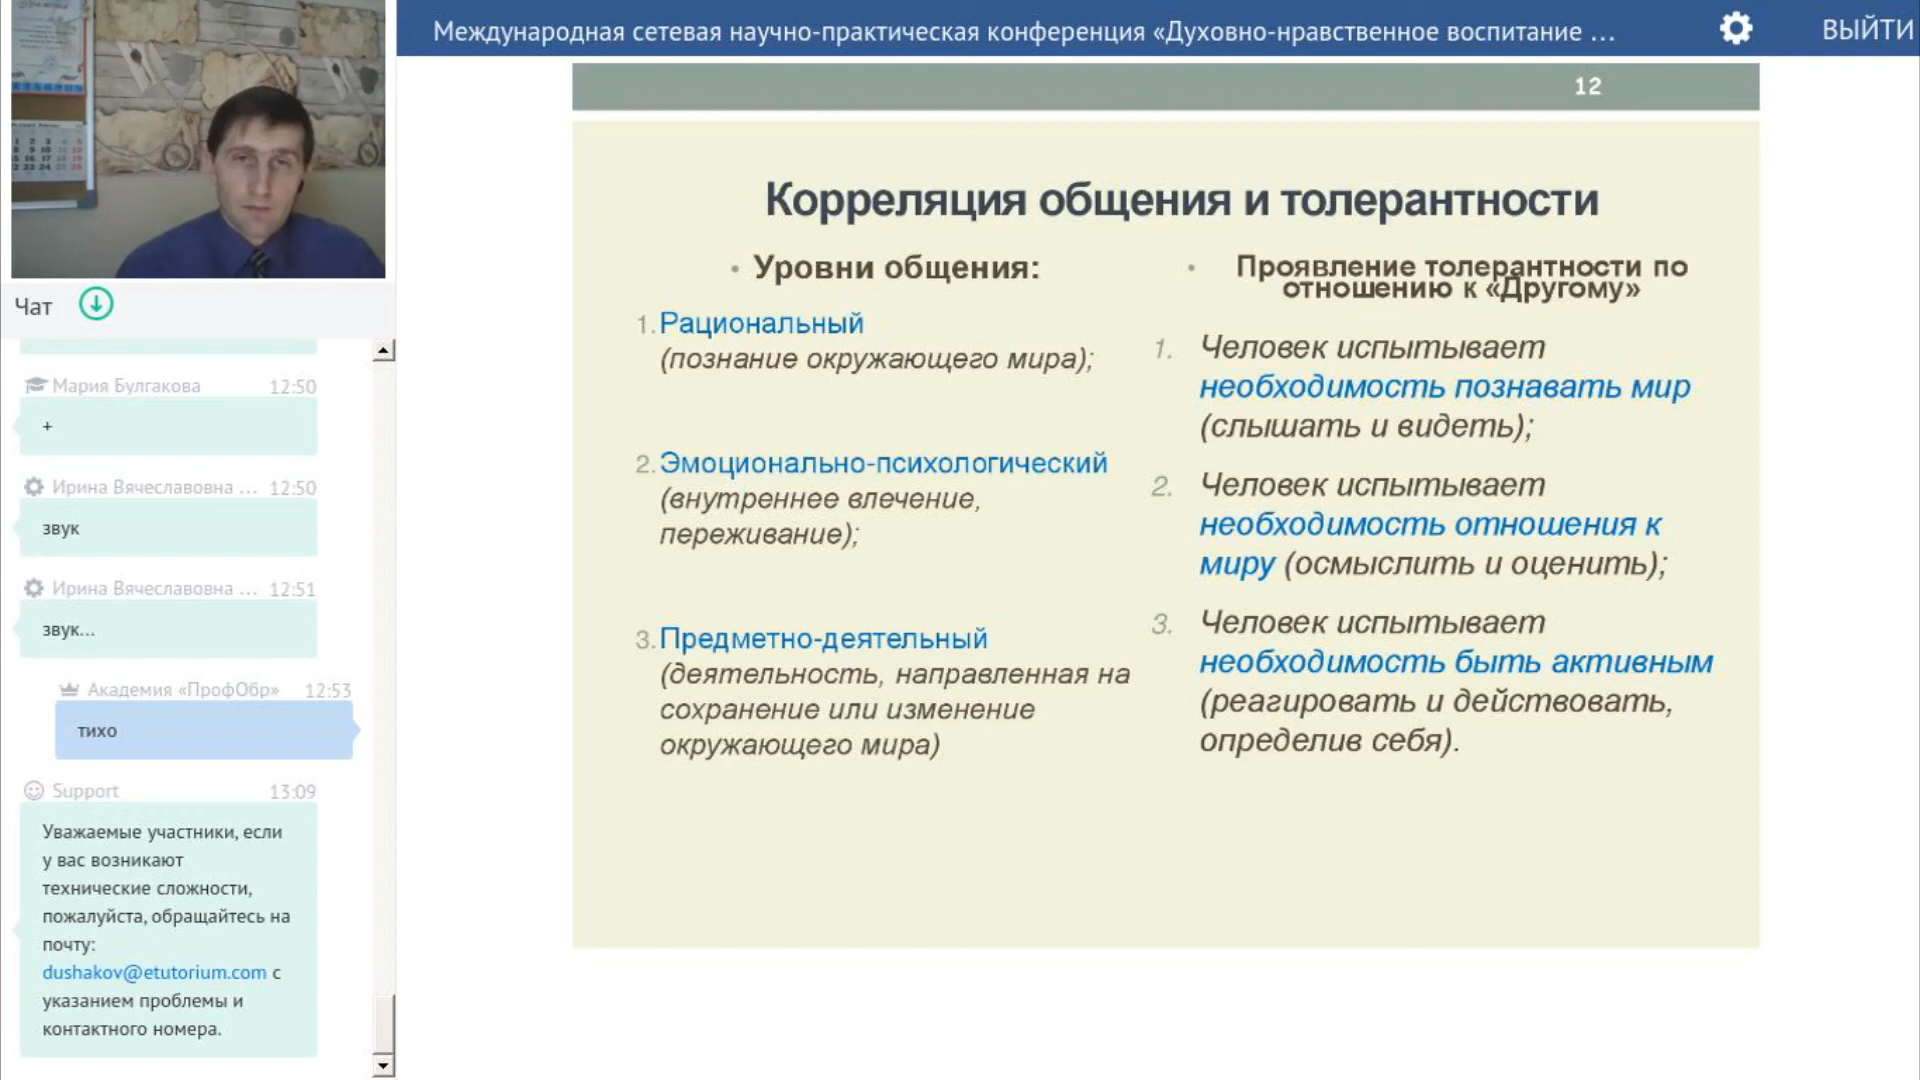 Международная сетевая научно-практическая конференция «Духовно-нравственное воспитание ...
ВЫЙТИ
Чат
Мария Булгакова 12:50
+
Ирина Вячеславовна ... 12:50
звук
Ирина Вячеславовна ... 12:51
звук...
Академия «ПрофОбр» 12:53
тихо
Support 13:09
Уважаемые участники, если
у вас возникают
технические сложности,
пожалуйста, обращайтесь на
почту:
dushakov@etutorium.com с
указанием проблемы и
контактного номера.
12
Корреляция общения и толерантности
• Уровни общения:
1. Рациональный
(познание окружающего мира);
2. Эмоционально-психологический
(внутреннее влечение,
переживание);
3. Предметно-деятельный
(деятельность, направленная на
сохранение или изменение
окружающего мира)
• Проявление толерантности по
отношению к «Другому»
1. Человек испытывает
необходимость познавать мир
(слышать и видеть);
2. Человек испытывает
необходимость отношения к
миру (осмыслить и оценить);
3. Человек испытывает
необходимость быть активным
(реагировать и действовать,
определив себя).